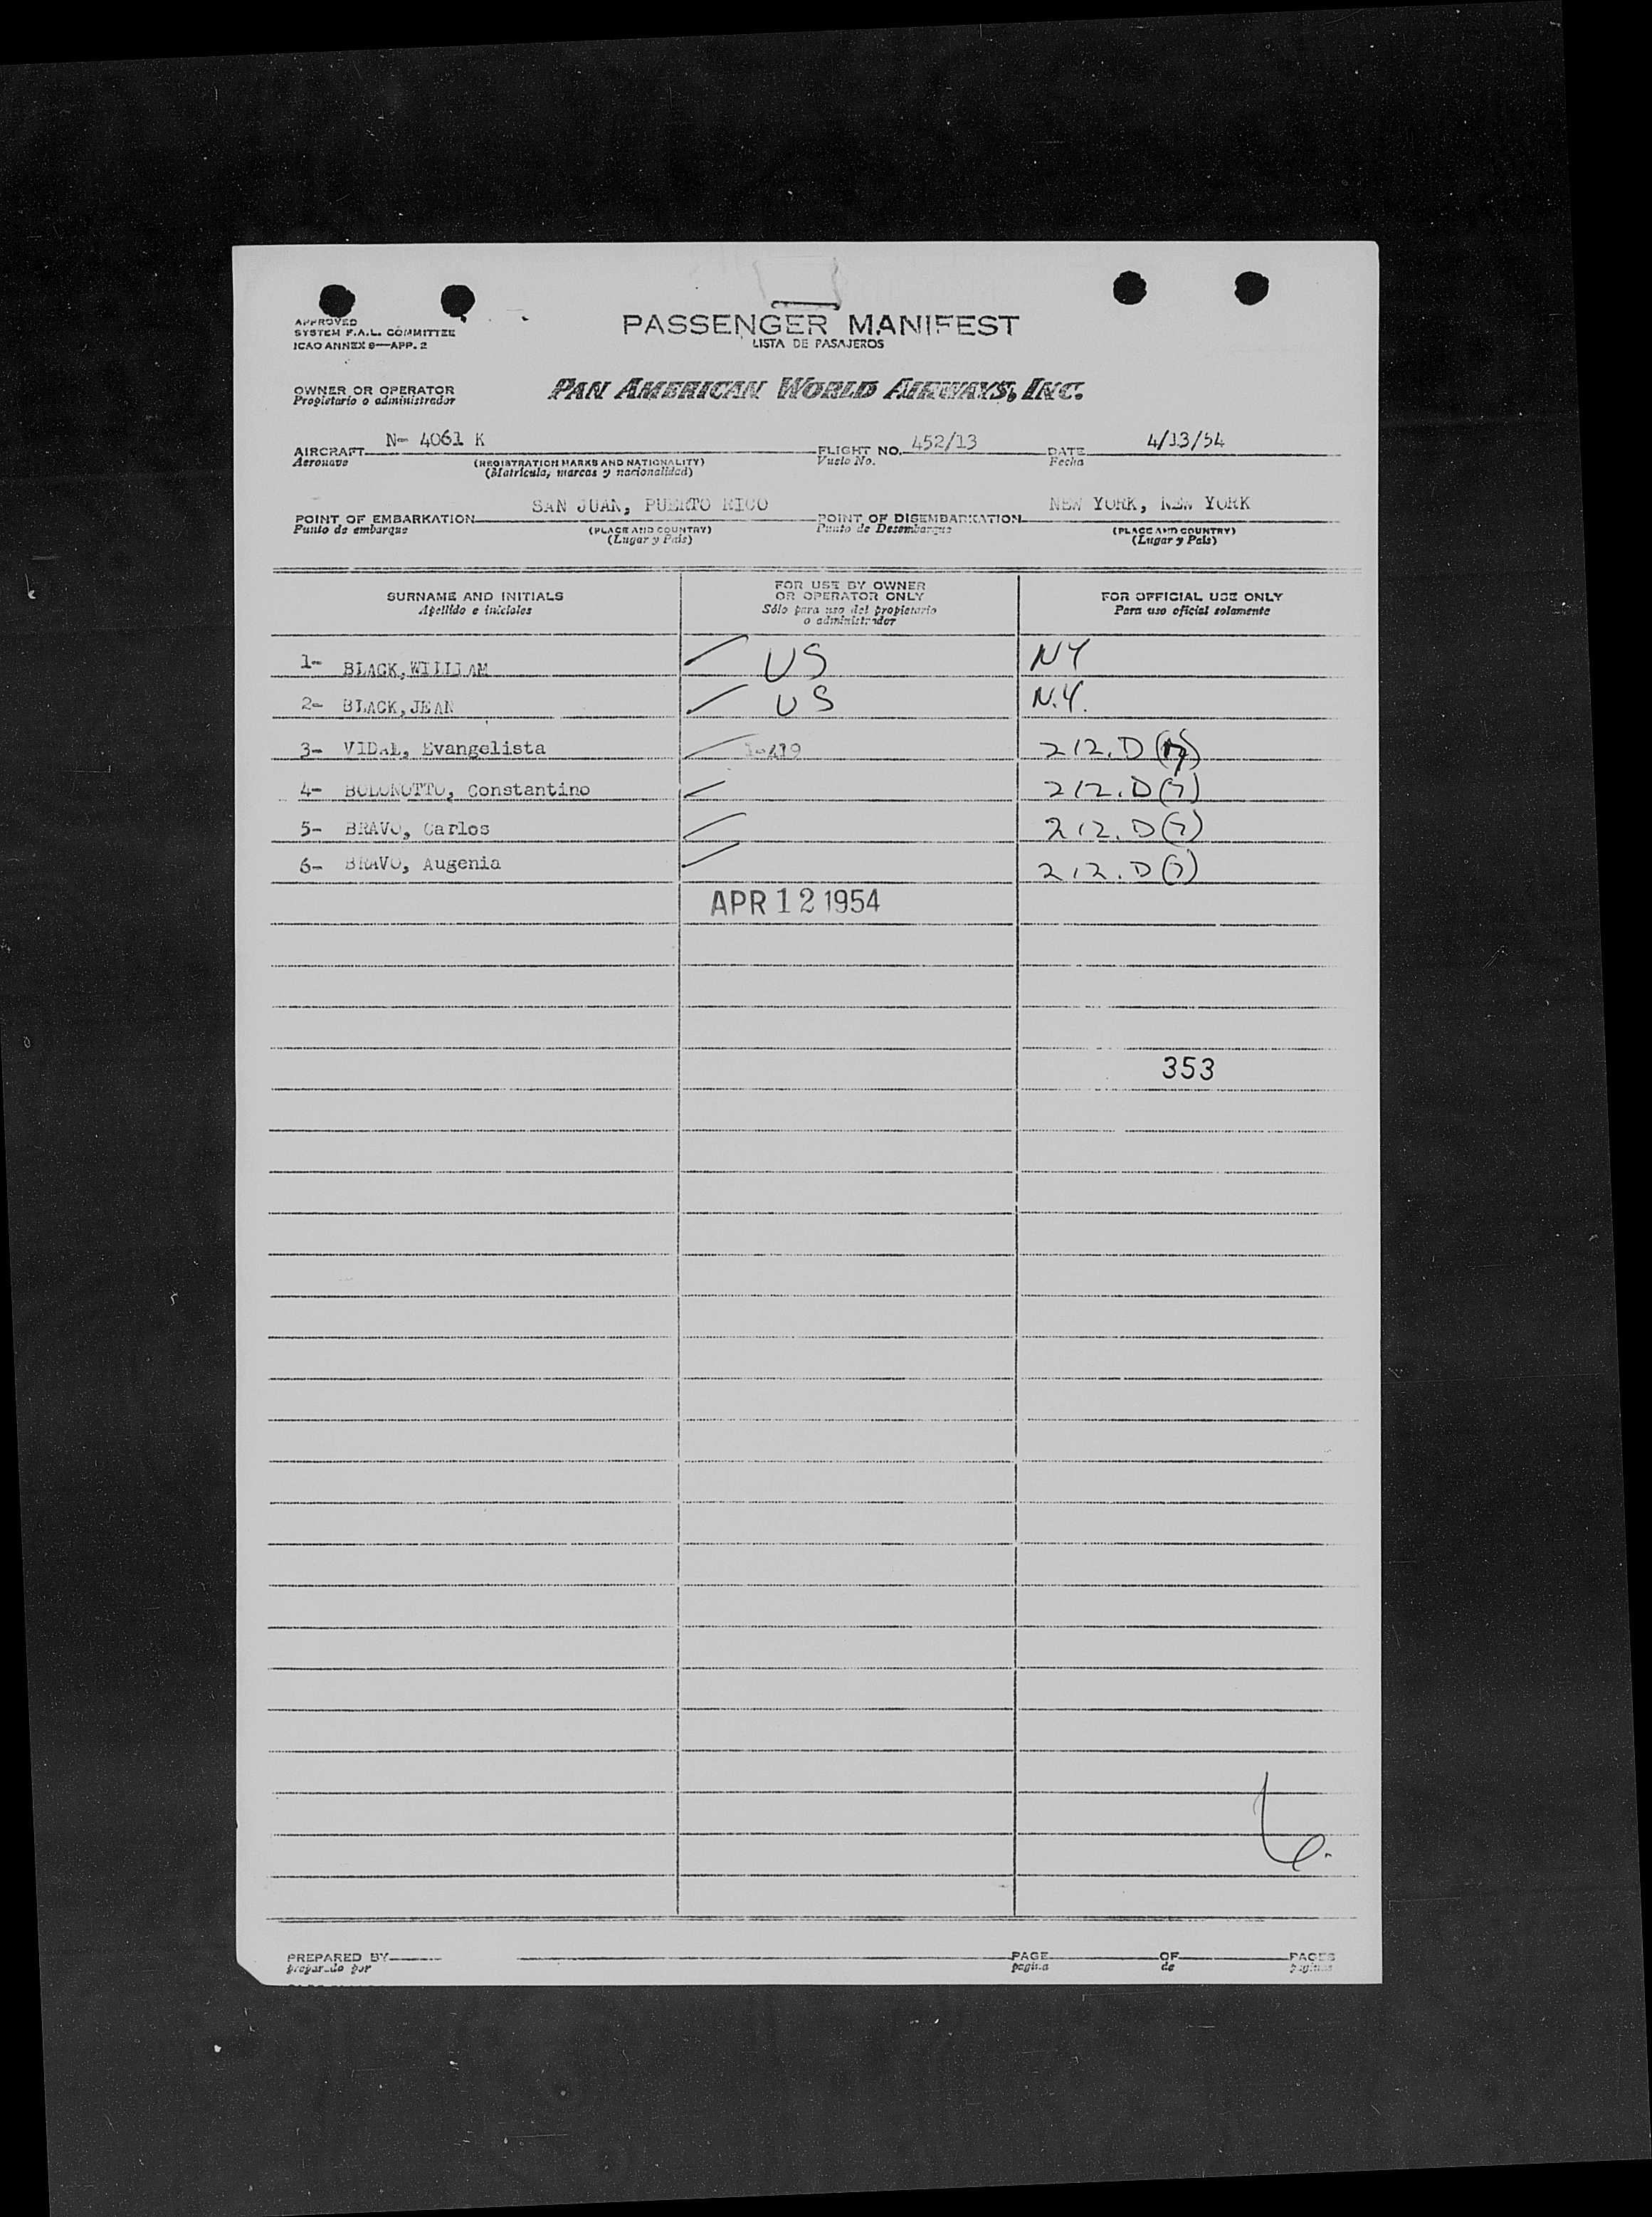 APPROVED
SYSTEM F.A.L. COMMITTEE
ICAO ANNEX 9—APP. 2
PASSENGER MANIFEST
LISTA DE PASAJEROS
OWNER OR OPERATOR
Propietario o administrador
PAN AMERICAN WORLD AIRWAYS, INC.
AIRCRAFT N- 4061 K FLIGHT NO. 452/13 DATE 4/13/54
Aeronave (REGISTRATION MARKS AND NATIONALITY) Vuelo No. Fecha
(Matrícula, marcas y nacionalidad)
POINT OF EMBARKATION SAN JUAN, PUERTO RICO POINT OF DISEMBARKATION NEW YORK, NEW YORK
Punto de embarque (PLACE AND COUNTRY) Punto de Desembarque (PLACE AND COUNTRY)
(Lugar y País) (Lugar y País)
SURNAME AND INITIALS
Apellido e iniciales
FOR USE BY OWNER
OR OPERATOR ONLY
Sólo para uso del propietario
o administrador
FOR OFFICIAL USE ONLY
Para uso oficial solamente
1- BLACK,WILLIAM US NY
2- BLACK,JEAN US N.Y.
3- VIDAL, Evangelista I-419 212.D(7)
4- BOLONOTTO, Constantino 212.D(7)
5- BRAVO, Carlos 212.D(7)
6- BRAVO, Augenia 212.D(7)
APR 12 1954
353
6.
PREPARED BY PAGE OF PAGES
preparado por pagina de páginas